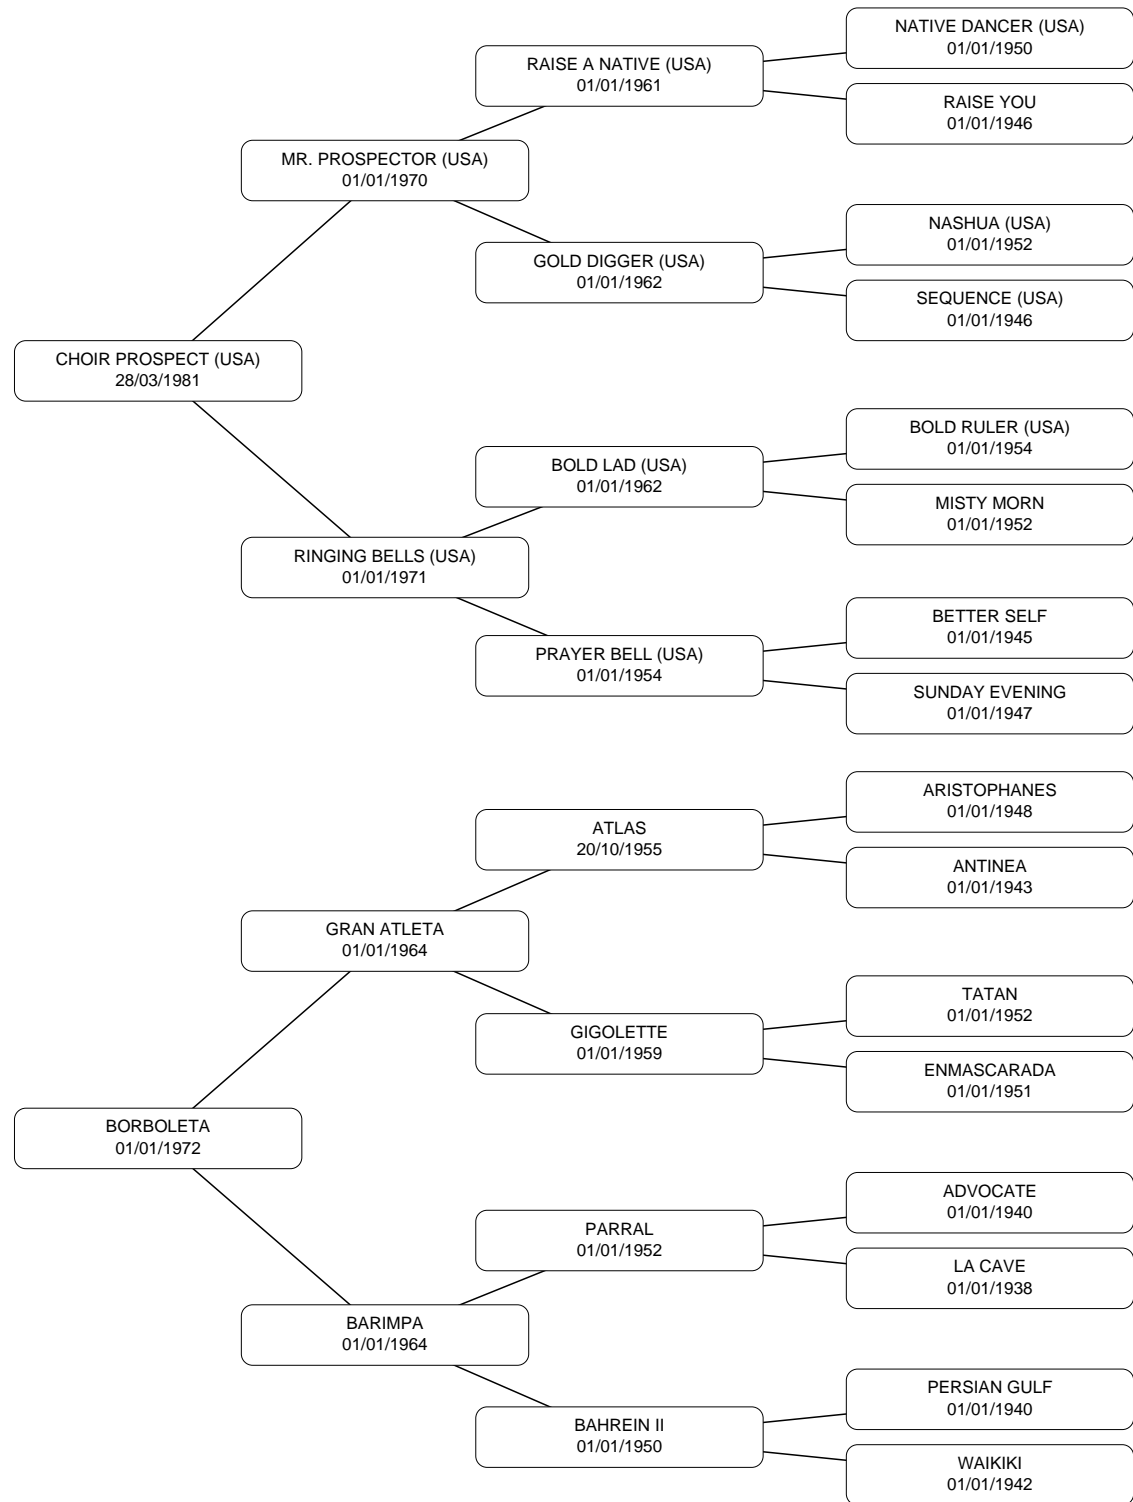 NATIVE DANCER (USA)
01/01/1950
RAISE A NATIVE (USA)
01/01/1961
RAISE YOU
01/01/1946
MR. PROSPECTOR (USA)
01/01/1970
NASHUA (USA)
01/01/1952
GOLD DIGGER (USA)
01/01/1962
SEQUENCE (USA)
01/01/1946
CHOIR PROSPECT (USA)
28/03/1981
BOLD RULER (USA)
01/01/1954
BOLD LAD (USA)
01/01/1962
MISTY MORN
01/01/1952
RINGING BELLS (USA)
01/01/1971
BETTER SELF
01/01/1945
PRAYER BELL (USA)
01/01/1954
SUNDAY EVENING
01/01/1947
ARISTOPHANES
01/01/1948
ATLAS
20/10/1955
ANTINEA
01/01/1943
GRAN ATLETA
01/01/1964
TATAN
01/01/1952
GIGOLETTE
01/01/1959
ENMASCARADA
01/01/1951
BORBOLETA
01/01/1972
ADVOCATE
01/01/1940
PARRAL
01/01/1952
LA CAVE
01/01/1938
BARIMPA
01/01/1964
PERSIAN GULF
01/01/1940
BAHREIN II
01/01/1950
WAIKIKI
01/01/1942